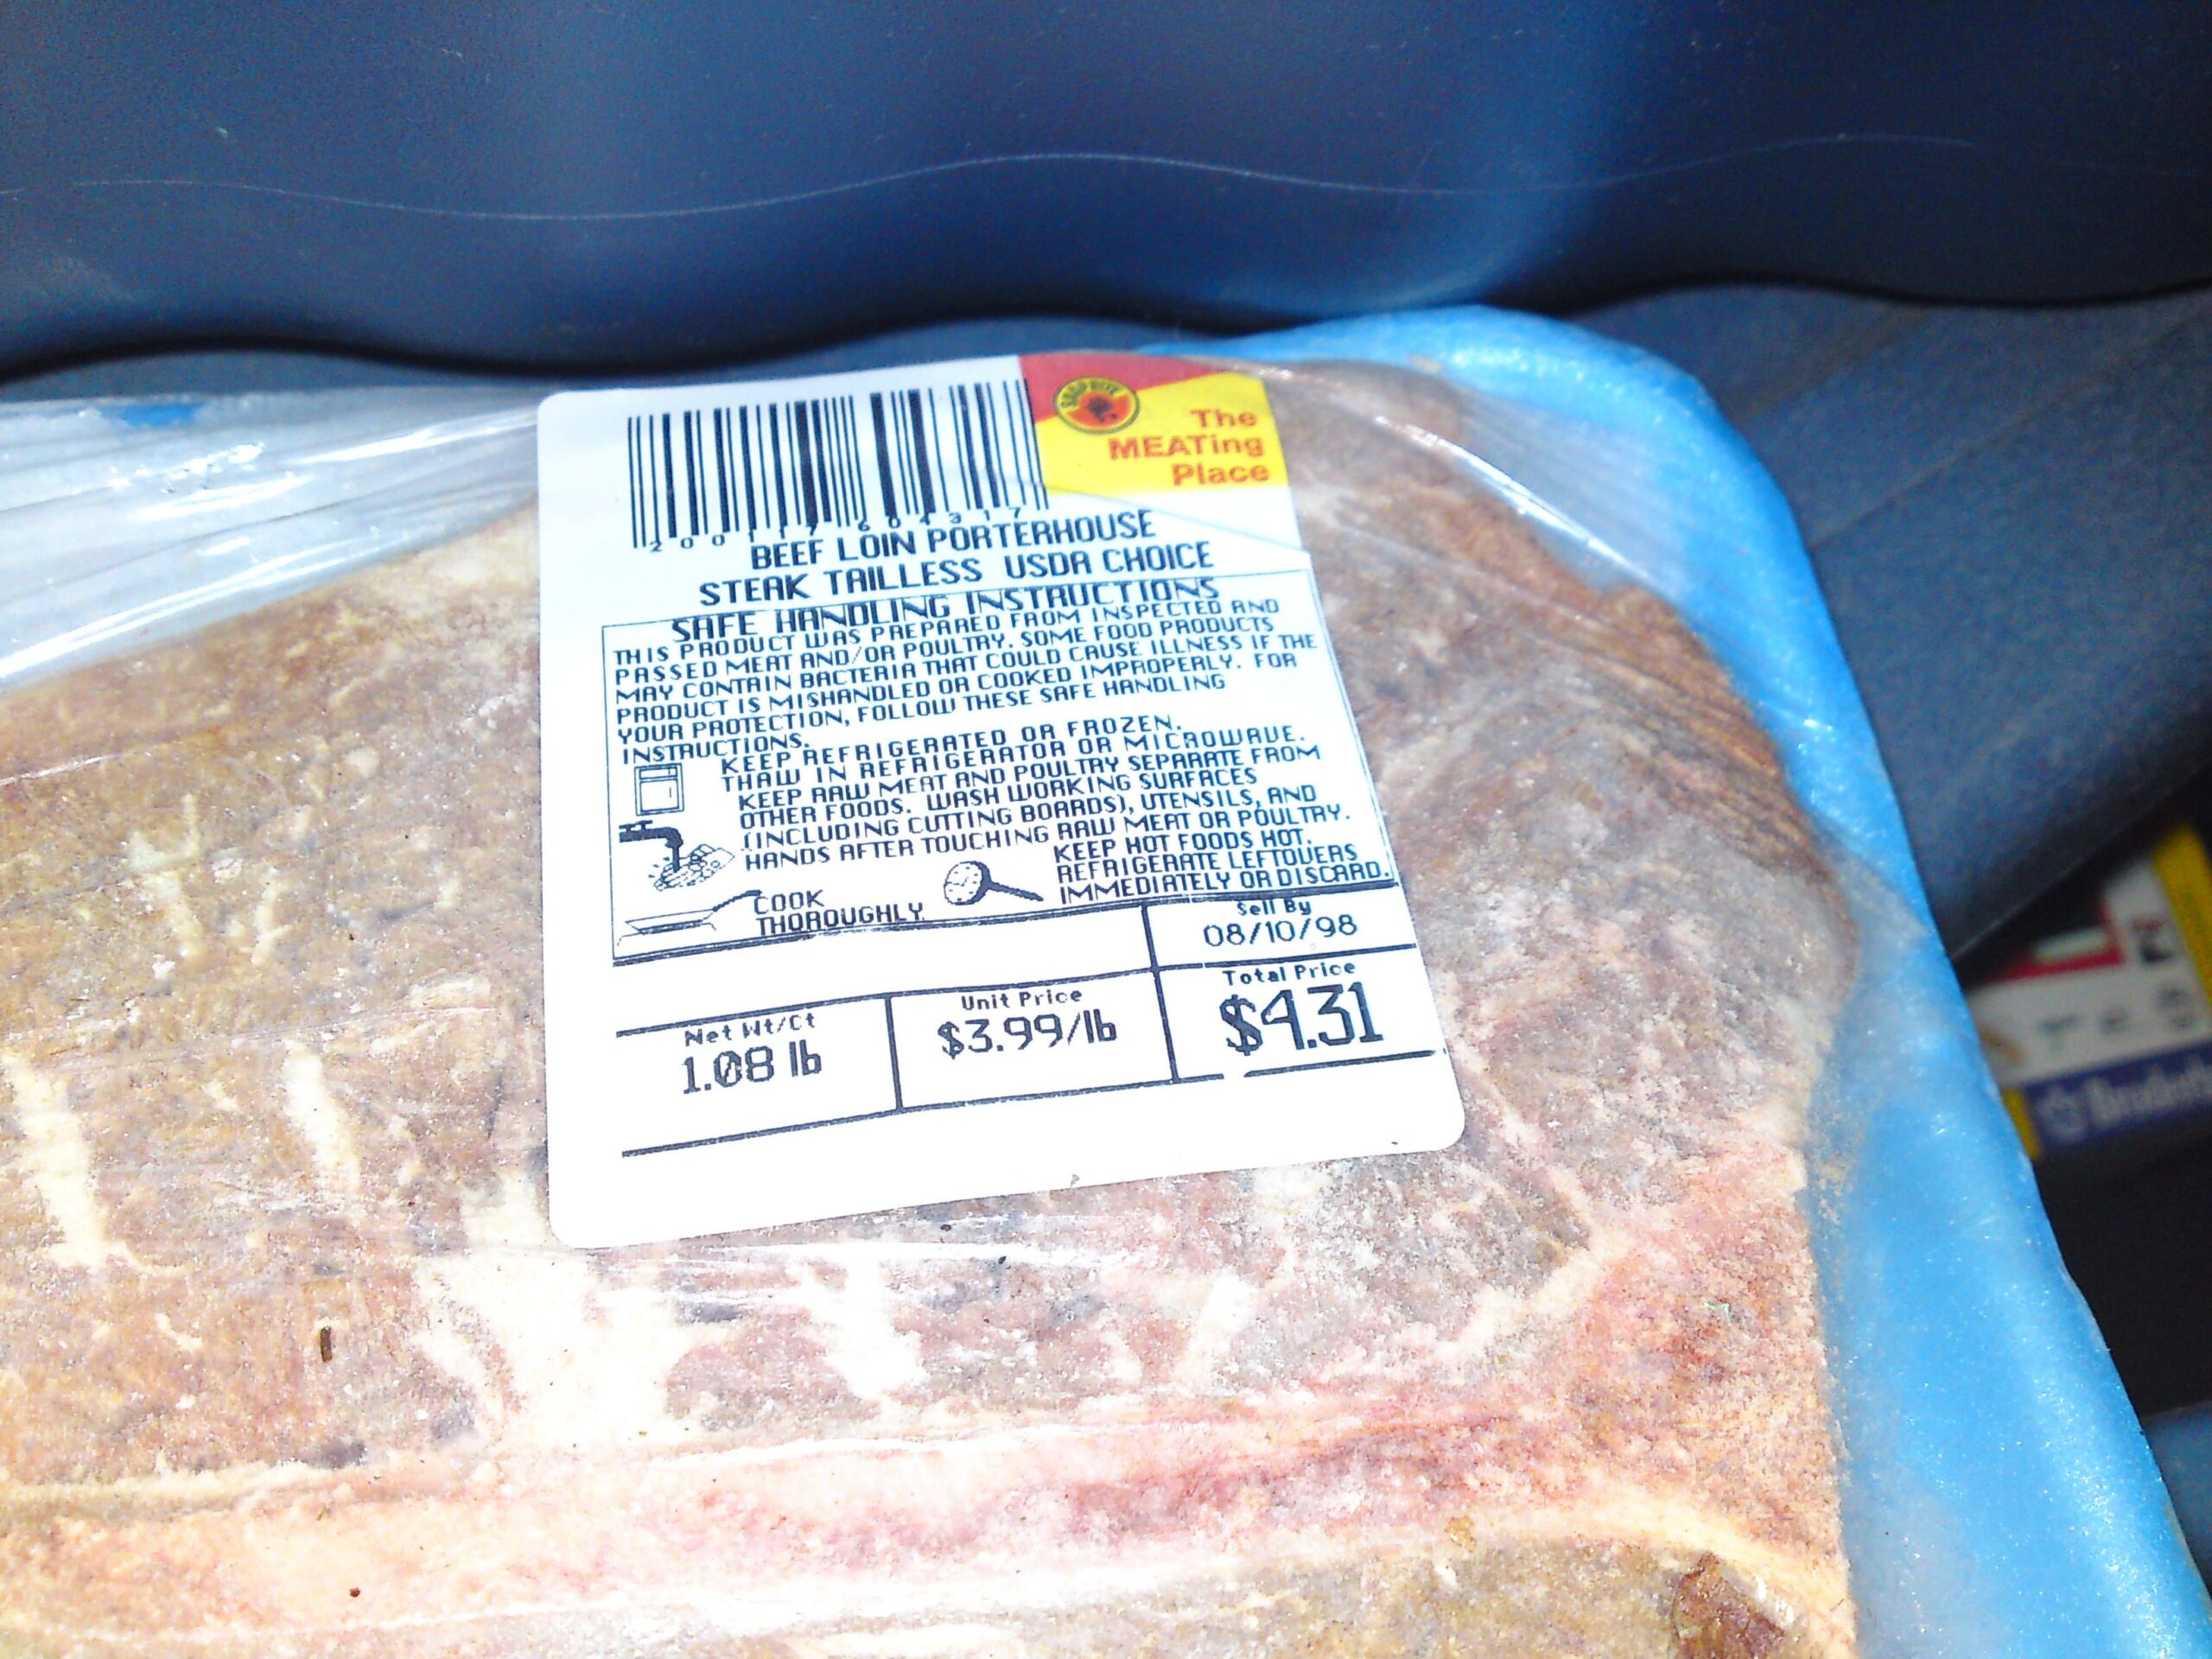 SHOP RITE
The
MEATing
Place
2 00117 604317
BEEF LOIN PORTERHOUSE
STEAK TAILLESS USDA CHOICE
SAFE HANDLING INSTRUCTIONS
THIS PRODUCT WAS PREPARED FROM INSPECTED AND
PASSED MEAT AND/OR POULTRY. SOME FOOD PRODUCTS
MAY CONTAIN BACTERIA THAT COULD CAUSE ILLNESS IF THE
PRODUCT IS MISHANDLED OR COOKED IMPROPERLY. FOR
YOUR PROTECTION, FOLLOW THESE SAFE HANDLING
INSTRUCTIONS.
KEEP REFRIGERATED OR FROZEN.
THAW IN REFRIGERATOR OR MICROWAVE.
KEEP RAW MEAT AND POULTRY SEPARATE FROM
OTHER FOODS. WASH WORKING SURFACES
(INCLUDING CUTTING BOARDS), UTENSILS, AND
HANDS AFTER TOUCHING RAW MEAT OR POULTRY.
COOK
THOROUGHLY.
KEEP HOT FOODS HOT.
REFRIGERATE LEFTOVERS
IMMEDIATELY OR DISCARD.
Sell By
08/10/98
Net Wt/Ct
1.08 lb
Unit Price
$3.99/lb
Total Price
$4.31